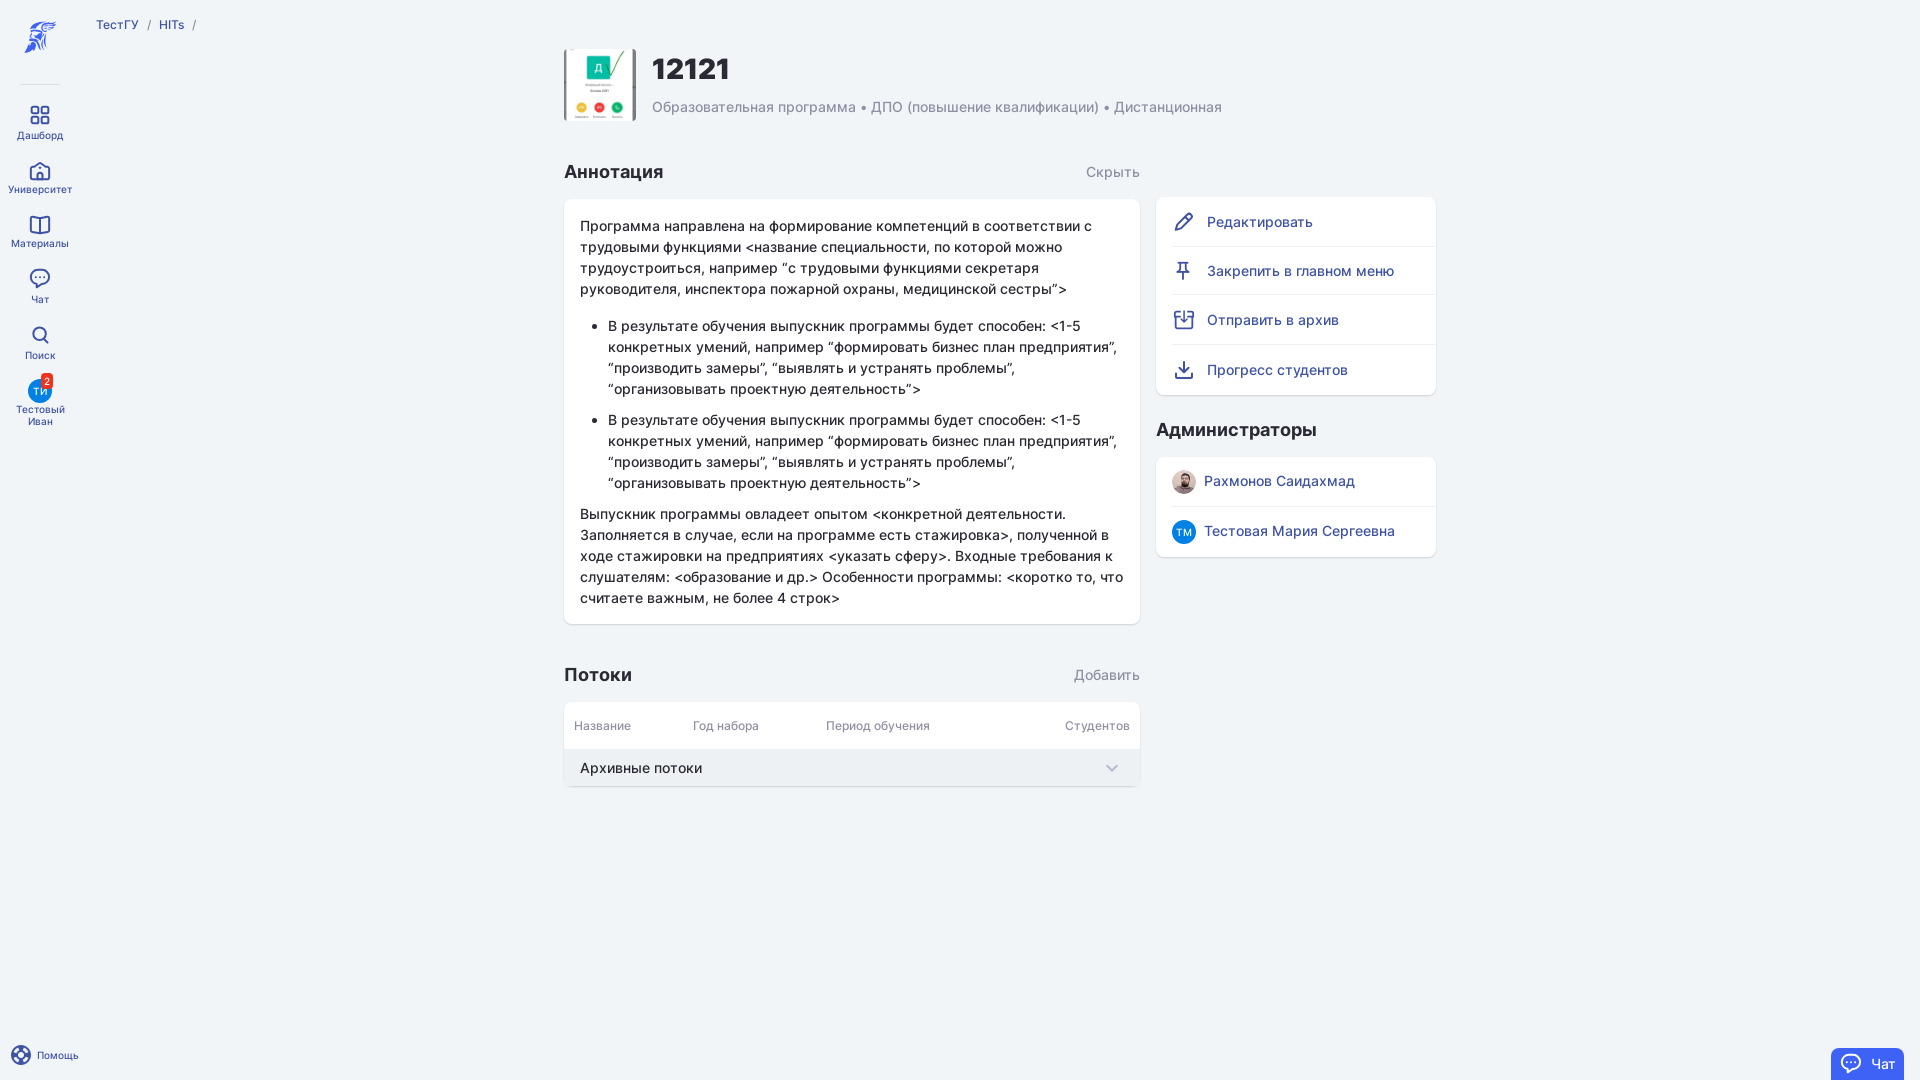 ТестГУ / HITs /
12121
Образовательная программа • ДПО (повышение квалификации) • Дистанционная
Дашборд
Университет
Материалы
Чат
Поиск
ТИ
2
Тестовый
Иван
Помощь
Аннотация
Скрыть
Программа направлена на формирование компетенций в соответствии с
трудовыми функциями <название специальности, по которой можно
трудоустроиться, например “с трудовыми функциями секретаря
руководителя, инспектора пожарной охраны, медицинской сестры”>
• В результате обучения выпускник программы будет способен: <1-5
конкретных умений, например “формировать бизнес план предприятия”,
“производить замеры”, “выявлять и устранять проблемы”,
“организовывать проектную деятельность”>
• В результате обучения выпускник программы будет способен: <1-5
конкретных умений, например “формировать бизнес план предприятия”,
“производить замеры”, “выявлять и устранять проблемы”,
“организовывать проектную деятельность”>
Выпускник программы овладеет опытом <конкретной деятельности.
Заполняется в случае, если на программе есть стажировка>, полученной в
ходе стажировки на предприятиях <указать сферу>. Входные требования к
слушателям: <образование и др.> Особенности программы: <коротко то, что
считаете важным, не более 4 строк>
Потоки
Добавить
Название Год набора Период обучения Студентов
Архивные потоки
Редактировать
Закрепить в главном меню
Отправить в архив
Прогресс студентов
Администраторы
Рахмонов Саидахмад
ТМ Тестовая Мария Сергеевна
Д
Чат